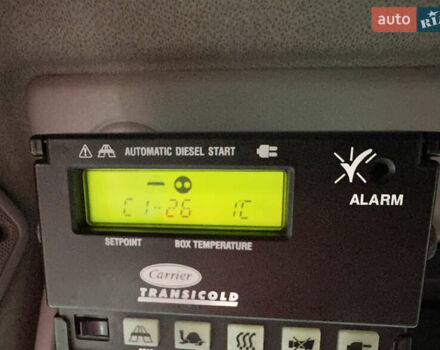 auto RIA
AUTOMATIC DIESEL START
C1-26 1C
ALARM
SETPOINT BOX TEMPERATURE
Carrier
TRANSICOLD